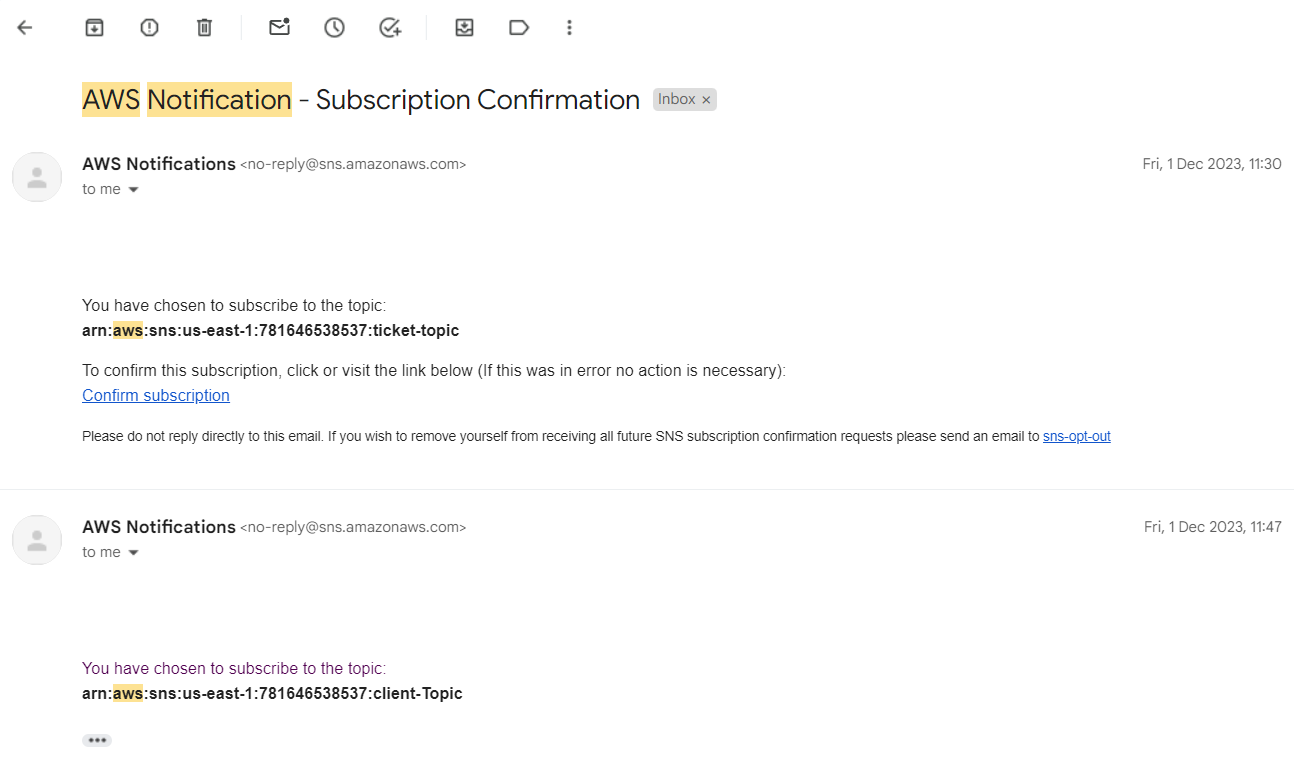 AWS Notification - Subscription Confirmation Inbox ×
AWS Notifications <no-reply@sns.amazonaws.com> Fri, 1 Dec 2023, 11:30
to me
You have chosen to subscribe to the topic:
arn:aws:sns:us-east-1:781646538537:ticket-topic
To confirm this subscription, click or visit the link below (If this was in error no action is necessary):
Confirm subscription
Please do not reply directly to this email. If you wish to remove yourself from receiving all future SNS subscription confirmation requests please send an email to sns-opt-out
AWS Notifications <no-reply@sns.amazonaws.com> Fri, 1 Dec 2023, 11:47
to me
You have chosen to subscribe to the topic:
arn:aws:sns:us-east-1:781646538537:client-Topic